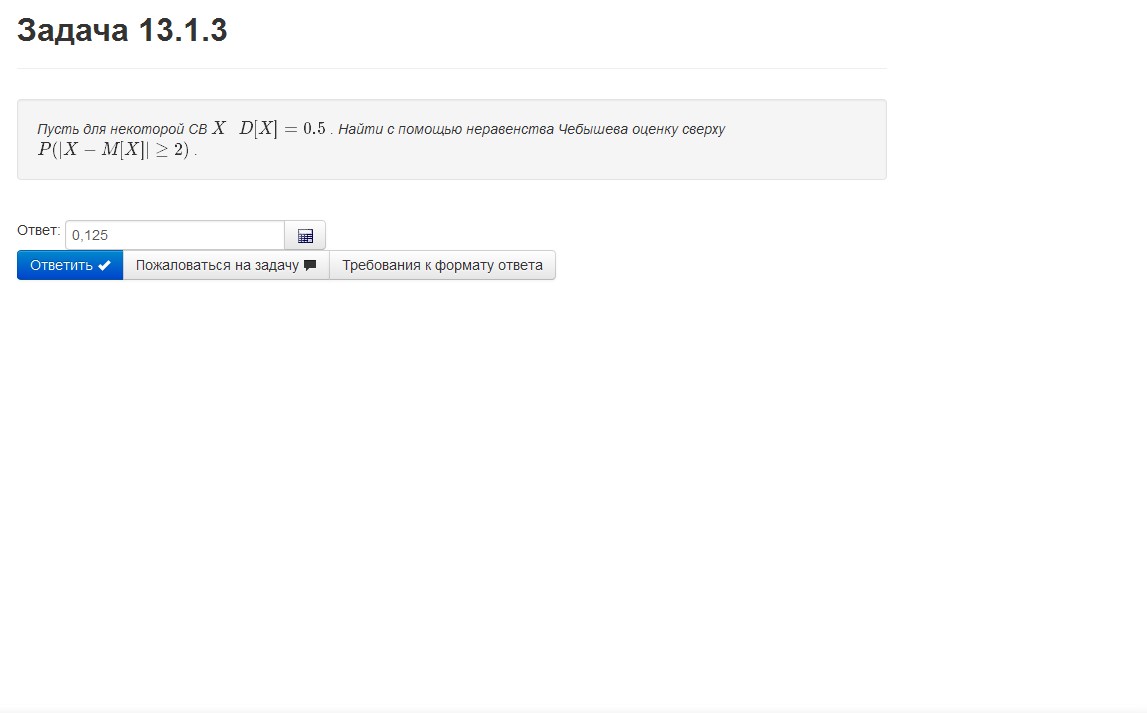 Задача 13.1.3
Пусть для некоторой СВ X D[X] = 0.5 . Найти с помощью неравенства Чебышева оценку сверху
P(|X − M[X]| ≥ 2) .
Ответ: 0,125
Ответить Пожаловаться на задачу Требования к формату ответа